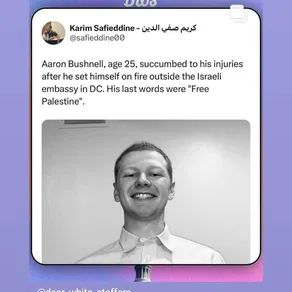 Karim Safieddine - كريم صفي الدين
@safieddine00
Aaron Bushnell, age 25, succumbed to his injuries
after he set himself on fire outside the Israeli
embassy in DC. His last words were "Free
Palestine".